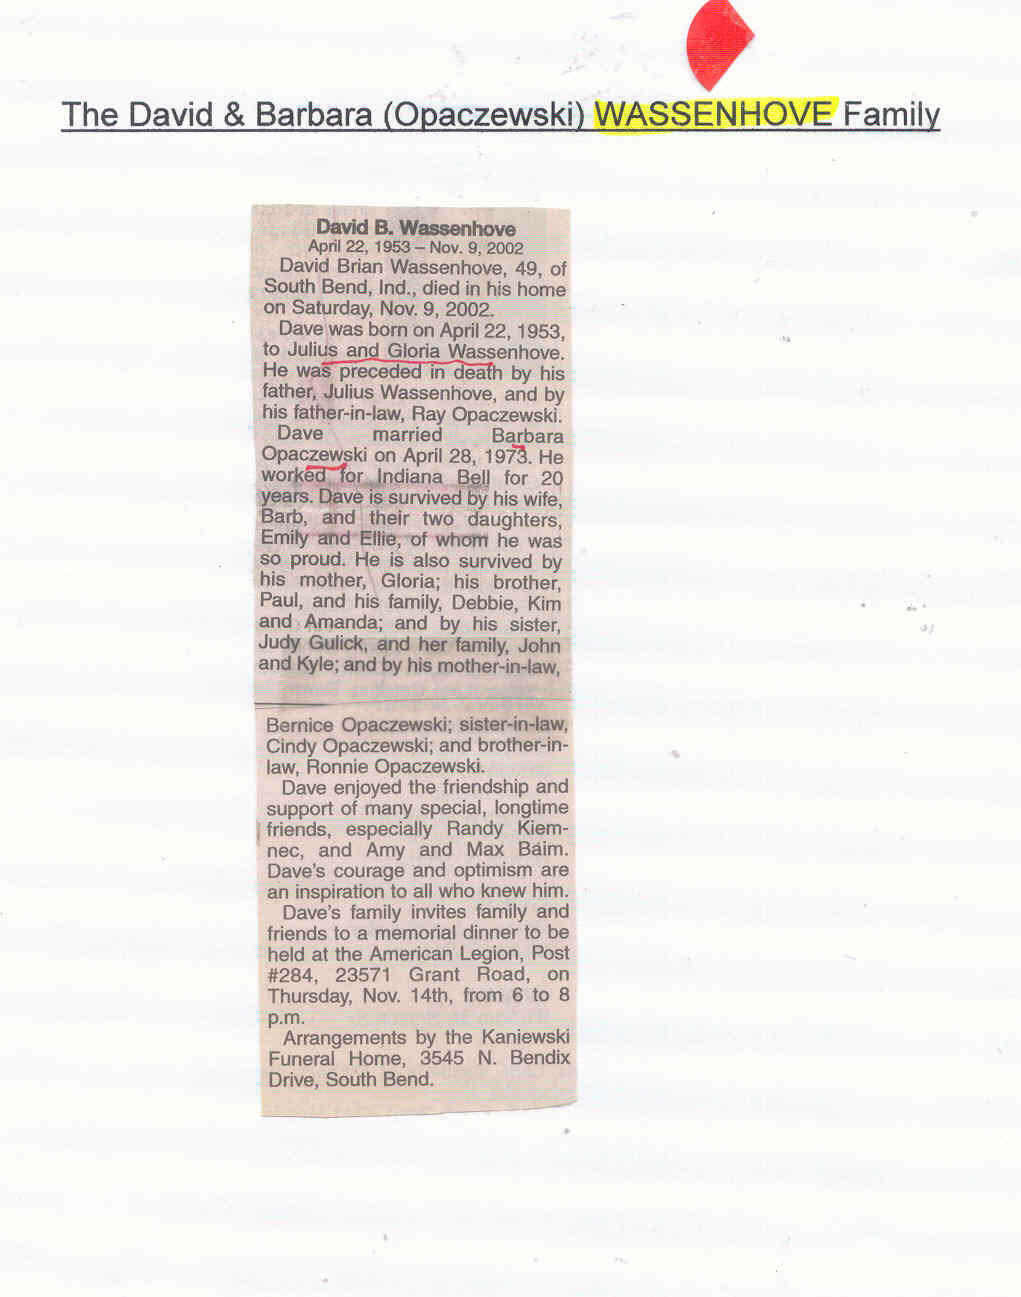 The David & Barbara (Opaczewski) WASSENHOVE Family
David B. Wassenhove
April 22, 1953 – Nov. 9, 2002
David Brian Wassenhove, 49, of
South Bend, Ind., died in his home
on Saturday, Nov. 9, 2002.
Dave was born on April 22, 1953,
to Julius and Gloria Wassenhove.
He was preceded in death by his
father, Julius Wassenhove, and by
his father-in-law, Ray Opaczewski.
Dave married Barbara
Opaczewski on April 28, 1973. He
worked for Indiana Bell for 20
years. Dave is survived by his wife,
Barb, and their two daughters,
Emily and Ellie, of whom he was
so proud. He is also survived by
his mother, Gloria; his brother,
Paul, and his family, Debbie, Kim
and Amanda; and by his sister,
Judy Gulick, and her family, John
and Kyle; and by his mother-in-law,
Bernice Opaczewski; sister-in-law,
Cindy Opaczewski; and brother-in-
law, Ronnie Opaczewski.
Dave enjoyed the friendship and
support of many special, longtime
friends, especially Randy Kiem-
nec, and Amy and Max Baim.
Dave's courage and optimism are
an inspiration to all who knew him.
Dave's family invites family and
friends to a memorial dinner to be
held at the American Legion, Post
#284, 23571 Grant Road, on
Thursday, Nov. 14th, from 6 to 8
p.m.
Arrangements by the Kaniewski
Funeral Home, 3545 N. Bendix
Drive, South Bend.